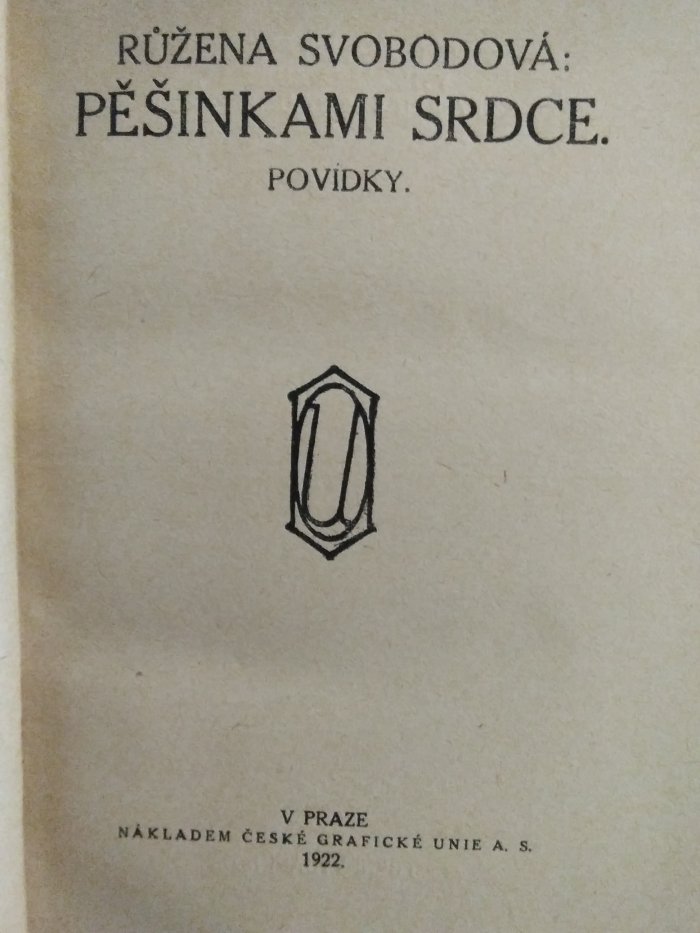 RŮŽENA SVOBODOVÁ:
PĚŠINKAMI SRDCE.
POVÍDKY.
V PRAZE
NÁKLADEM ČESKÉ GRAFICKÉ UNIE A. S.
1922.